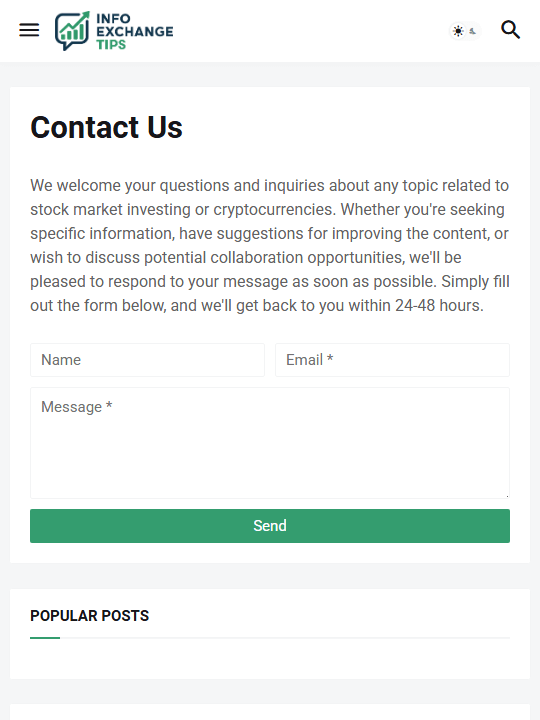 INFO
EXCHANGE
TIPS
Contact Us
We welcome your questions and inquiries about any topic related to
stock market investing or cryptocurrencies. Whether you're seeking
specific information, have suggestions for improving the content, or
wish to discuss potential collaboration opportunities, we'll be
pleased to respond to your message as soon as possible. Simply fill
out the form below, and we'll get back to you within 24-48 hours.
Name
Email *
Message *
Send
POPULAR POSTS